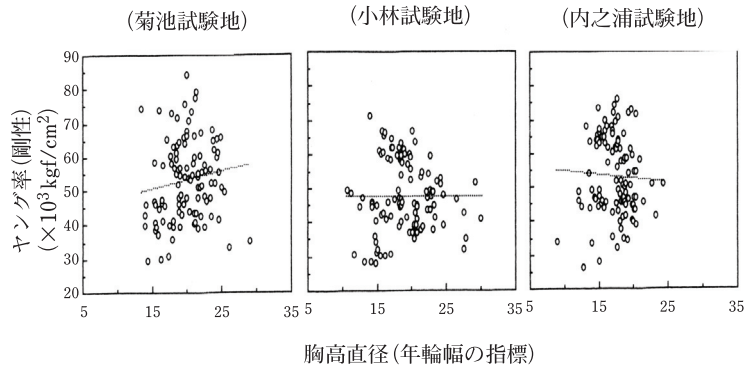 (菊池試験地)
(小林試験地)
(内之浦試験地)
ヤング率(剛性)
(×10³kgf/cm²)
90
80
70
60
50
40
30
20
5 15 25 35
5 15 25 35
5 15 25 35
胸高直径(年輪幅の指標)